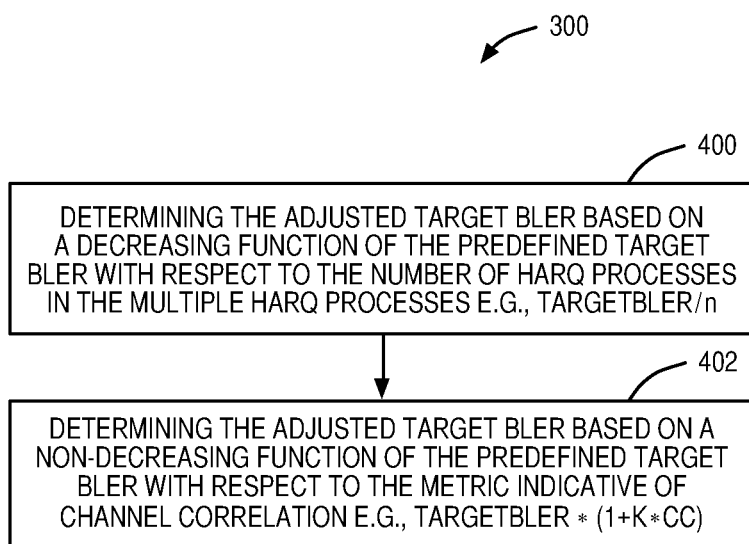 300
400
DETERMINING THE ADJUSTED TARGET BLER BASED ON
A DECREASING FUNCTION OF THE PREDEFINED TARGET
BLER WITH RESPECT TO THE NUMBER OF HARQ PROCESSES
IN THE MULTIPLE HARQ PROCESSES E.G., TARGETBLER/n
402
DETERMINING THE ADJUSTED TARGET BLER BASED ON A
NON-DECREASING FUNCTION OF THE PREDEFINED TARGET
BLER WITH RESPECT TO THE METRIC INDICATIVE OF
CHANNEL CORRELATION E.G., TARGETBLER * (1+K*CC)